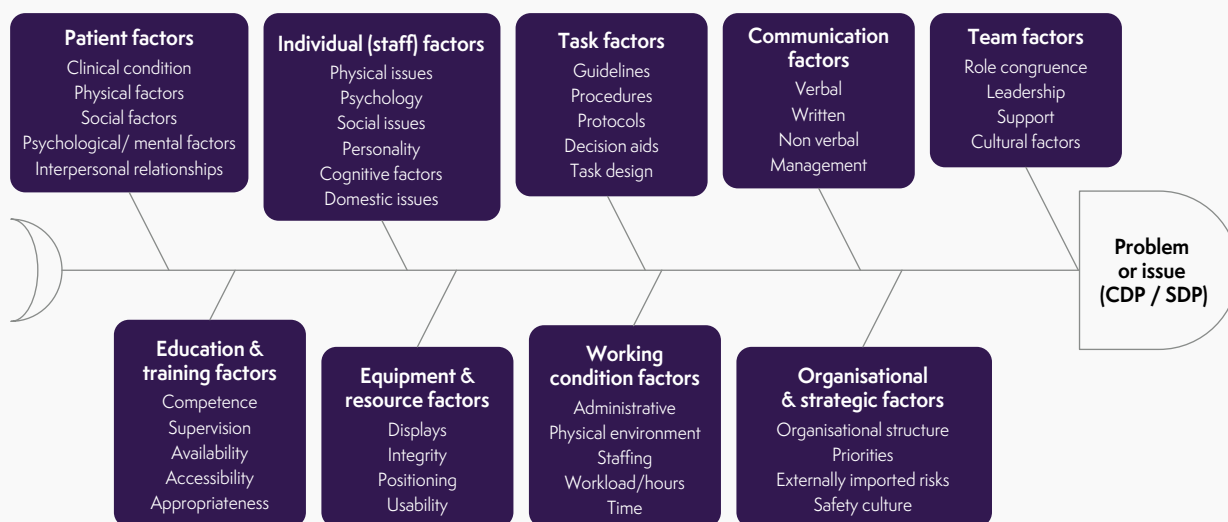 Patient factors
Clinical condition
Physical factors
Social factors
Psychological/ mental factors
Interpersonal relationships
Individual (staff) factors
Physical issues
Psychology
Social issues
Personality
Cognitive factors
Domestic issues
Task factors
Guidelines
Procedures
Protocols
Decision aids
Task design
Communication
factors
Verbal
Written
Non verbal
Management
Team factors
Role congruence
Leadership
Support
Cultural factors
Problem
or issue
(CDP / SDP)
Education &
training factors
Competence
Supervision
Availability
Accessibility
Appropriateness
Equipment &
resource factors
Displays
Integrity
Positioning
Usability
Working
condition factors
Administrative
Physical environment
Staffing
Workload/hours
Time
Organisational
& strategic factors
Organisational structure
Priorities
Externally imported risks
Safety culture